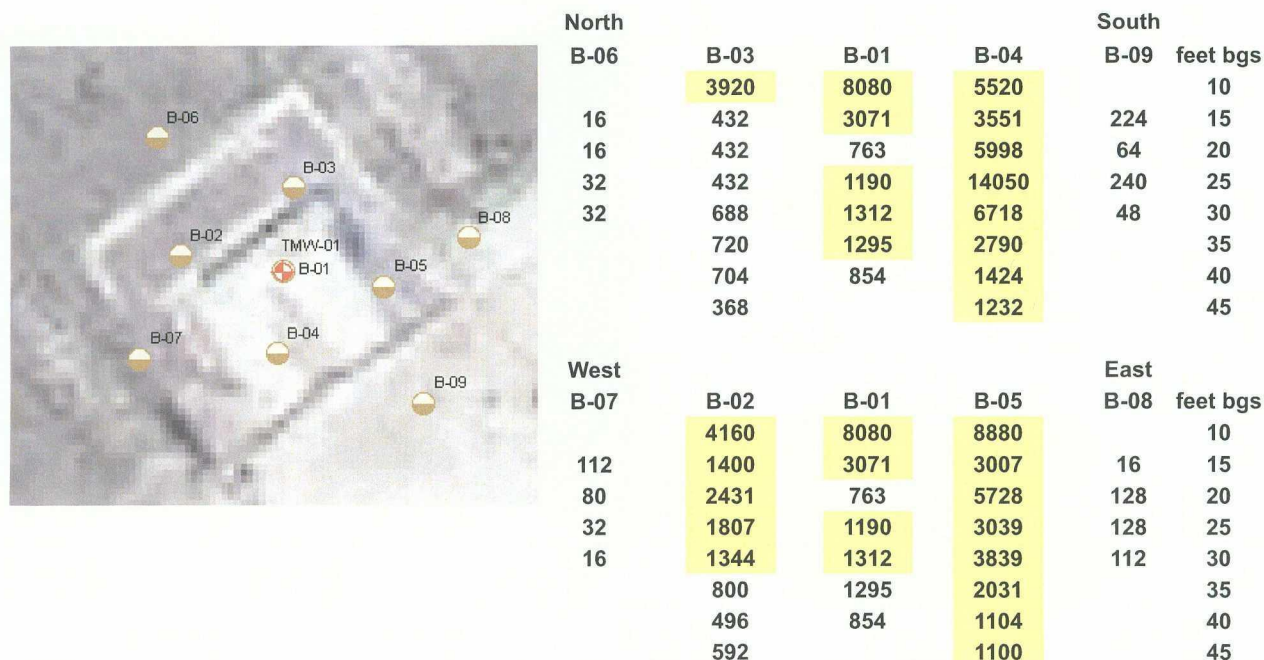 B-06
B-03
B-08
B-02
TMW-01
B-01
B-05
B-07
B-04
B-09
North South
B-06 B-03 B-01 B-04 B-09 feet bgs
3920 8080 5520 10
16 432 3071 3551 224 15
16 432 763 5998 64 20
32 432 1190 14050 240 25
32 688 1312 6718 48 30
720 1295 2790 35
704 854 1424 40
368 1232 45
West East
B-07 B-02 B-01 B-05 B-08 feet bgs
4160 8080 8880 10
112 1400 3071 3007 16 15
80 2431 763 5728 128 20
32 1807 1190 3039 128 25
16 1344 1312 3839 112 30
800 1295 2031 35
496 854 1104 40
592 1100 45